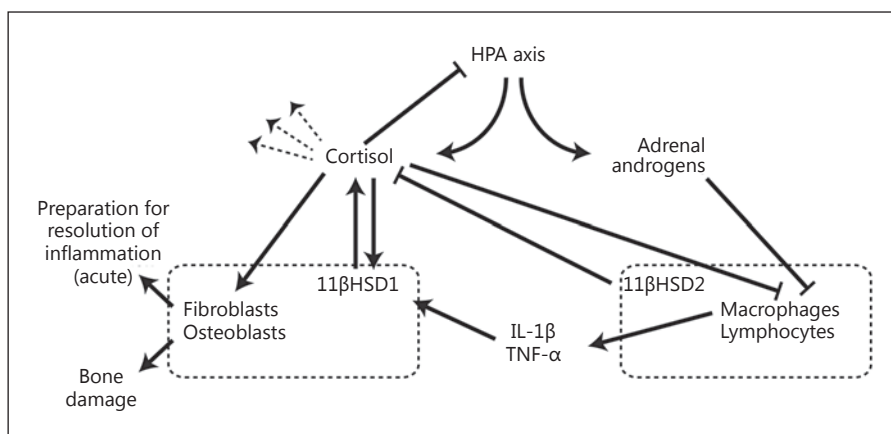 HPA axis
Cortisol
Adrenal
androgens
Preparation for
resolution of
inflammation
(acute)
11βHSD1
11βHSD2
Fibroblasts
Osteoblasts
IL-1β
TNF-α
Macrophages
Lymphocytes
Bone
damage